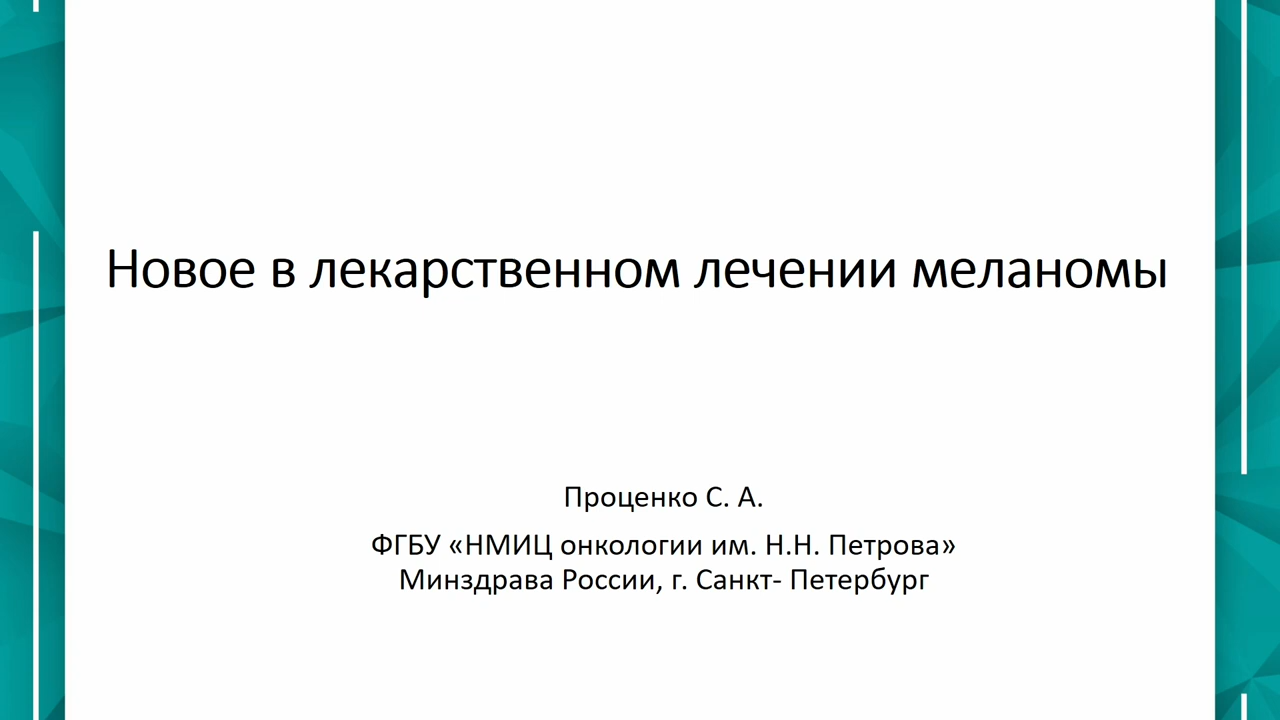 Новое в лекарственном лечении меланомы
Проценко С. А.
ФГБУ «НМИЦ онкологии им. Н.Н. Петрова»
Минздрава России, г. Санкт- Петербург